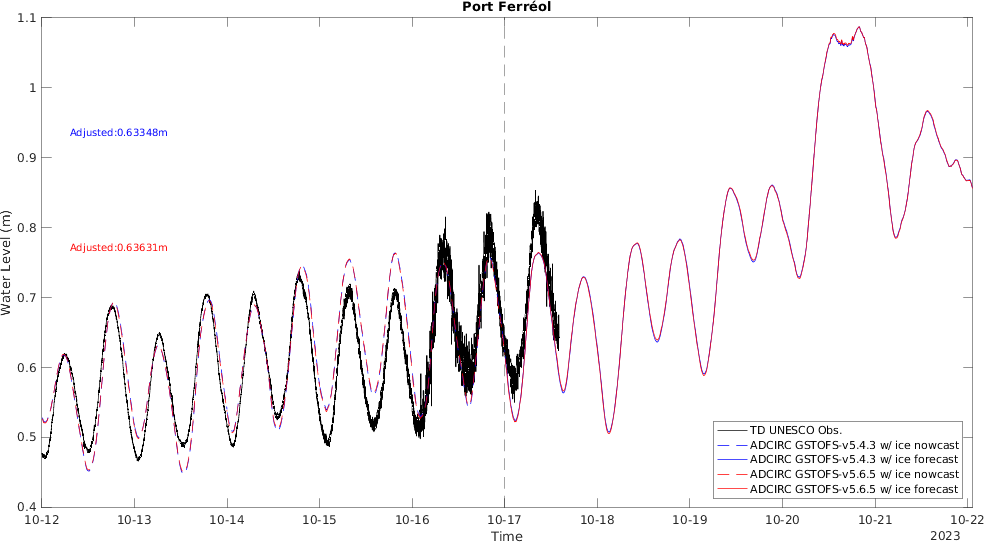 Port Ferréol
1.1
1
0.9
0.8
0.7
0.6
0.5
0.4
Water Level (m)
Adjusted:0.63348m
Adjusted:0.63631m
TD UNESCO Obs.
ADCIRC GSTOFS-v5.4.3 w/ ice nowcast
ADCIRC GSTOFS-v5.4.3 w/ ice forecast
ADCIRC GSTOFS-v5.6.5 w/ ice nowcast
ADCIRC GSTOFS-v5.6.5 w/ ice forecast
10-12 10-13 10-14 10-15 10-16 10-17 10-18 10-19 10-20 10-21 10-22
Time
2023